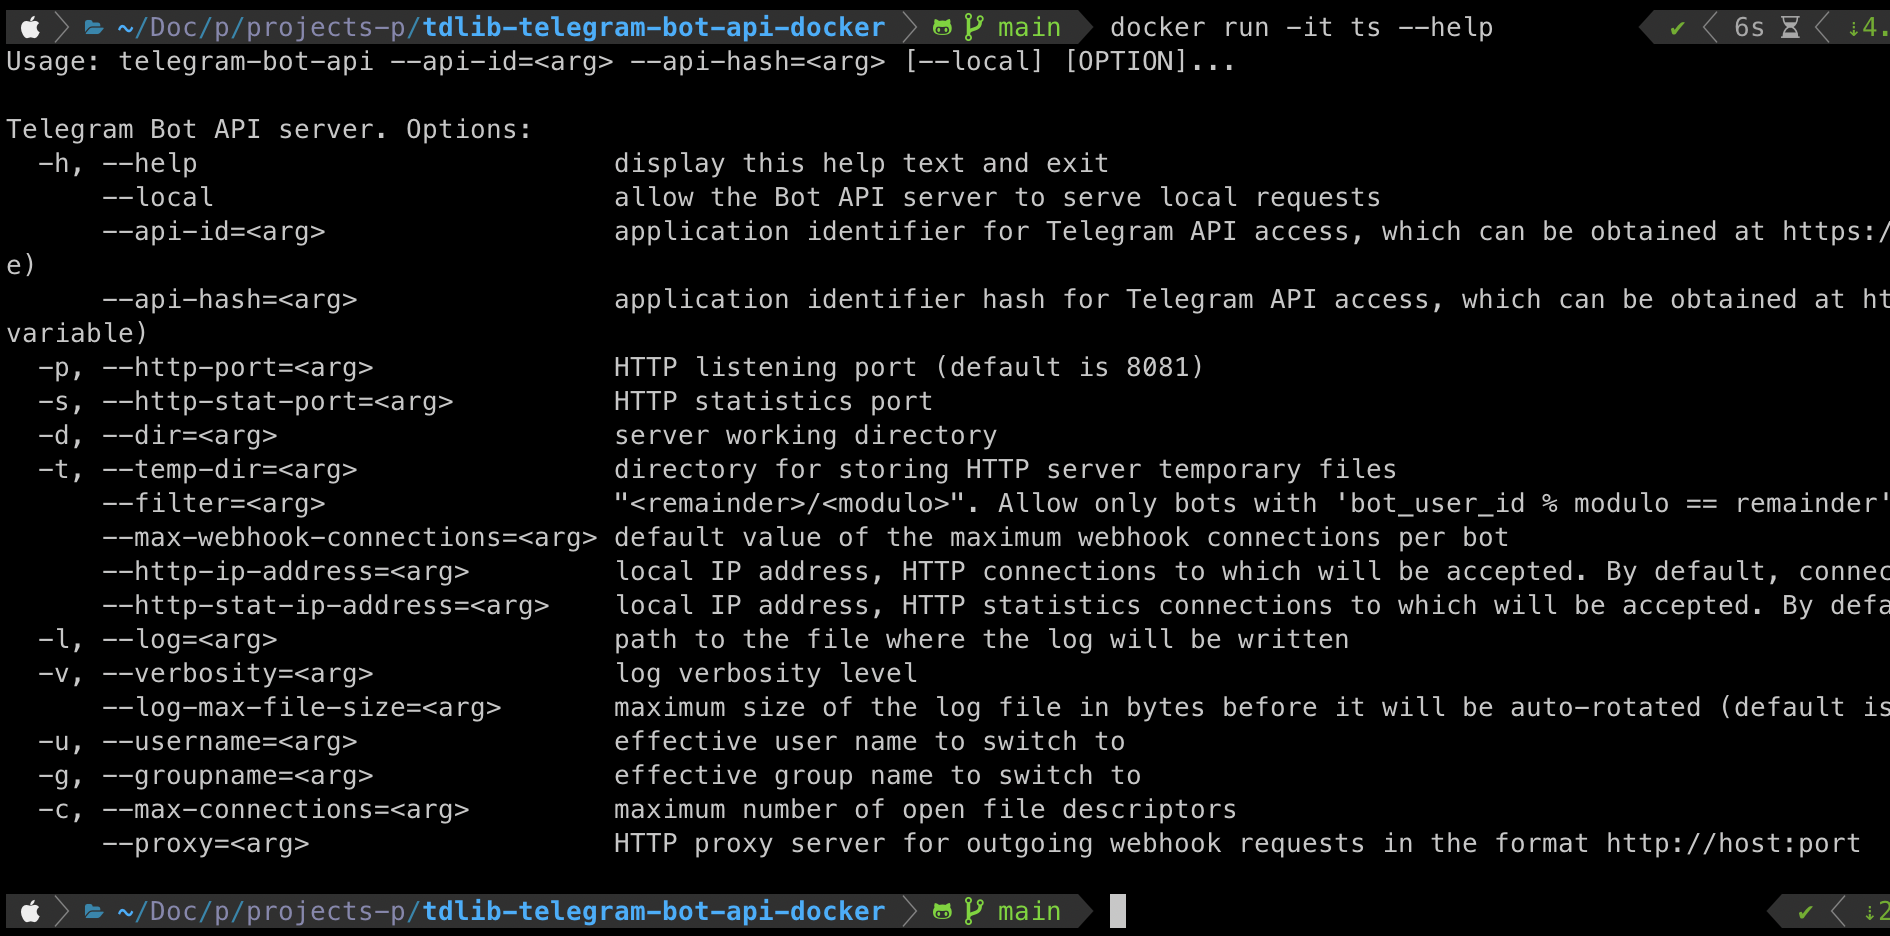 ~/Doc/p/projects-p/tdlib-telegram-bot-api-docker main docker run -it ts --help ✔ 6s ⇣4.
Usage: telegram-bot-api --api-id=<arg> --api-hash=<arg> [--local] [OPTION]...
Telegram Bot API server. Options:
-h, --help display this help text and exit
--local allow the Bot API server to serve local requests
--api-id=<arg> application identifier for Telegram API access, which can be obtained at https:/
e)
--api-hash=<arg> application identifier hash for Telegram API access, which can be obtained at ht
variable)
-p, --http-port=<arg> HTTP listening port (default is 8081)
-s, --http-stat-port=<arg> HTTP statistics port
-d, --dir=<arg> server working directory
-t, --temp-dir=<arg> directory for storing HTTP server temporary files
--filter=<arg> "<remainder>/<modulo>". Allow only bots with 'bot_user_id % modulo == remainder'
--max-webhook-connections=<arg> default value of the maximum webhook connections per bot
--http-ip-address=<arg> local IP address, HTTP connections to which will be accepted. By default, connec
--http-stat-ip-address=<arg> local IP address, HTTP statistics connections to which will be accepted. By defa
-l, --log=<arg> path to the file where the log will be written
-v, --verbosity=<arg> log verbosity level
--log-max-file-size=<arg> maximum size of the log file in bytes before it will be auto-rotated (default is
-u, --username=<arg> effective user name to switch to
-g, --groupname=<arg> effective group name to switch to
-c, --max-connections=<arg> maximum number of open file descriptors
--proxy=<arg> HTTP proxy server for outgoing webhook requests in the format http://host:port
~/Doc/p/projects-p/tdlib-telegram-bot-api-docker main ✔ ⇣2